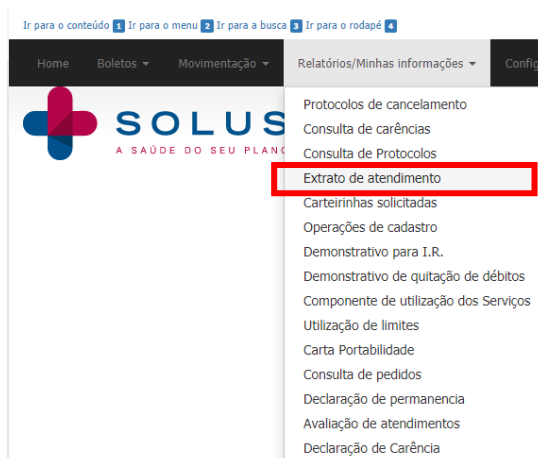 Ir para o conteúdo 1 Ir para o menu 2 Ir para a busca 3 Ir para o rodapé 4
Home Boletos Movimentação Relatórios/Minhas informações
SOLUS
A SAÚDE DO SEU
Protocolos de cancelamento
Consulta de carências
Consulta de Protocolos
Extrato de atendimento
Carteirinhas solicitadas
Operações de cadastro
Demonstrativo para I.R.
Demonstrativo de quitação de débitos
Componente de utilização dos Serviços
Utilização de limites
Carta Portabilidade
Consulta de pedidos
Declaração de permanencia
Avaliação de atendimentos
Declaração de Carência